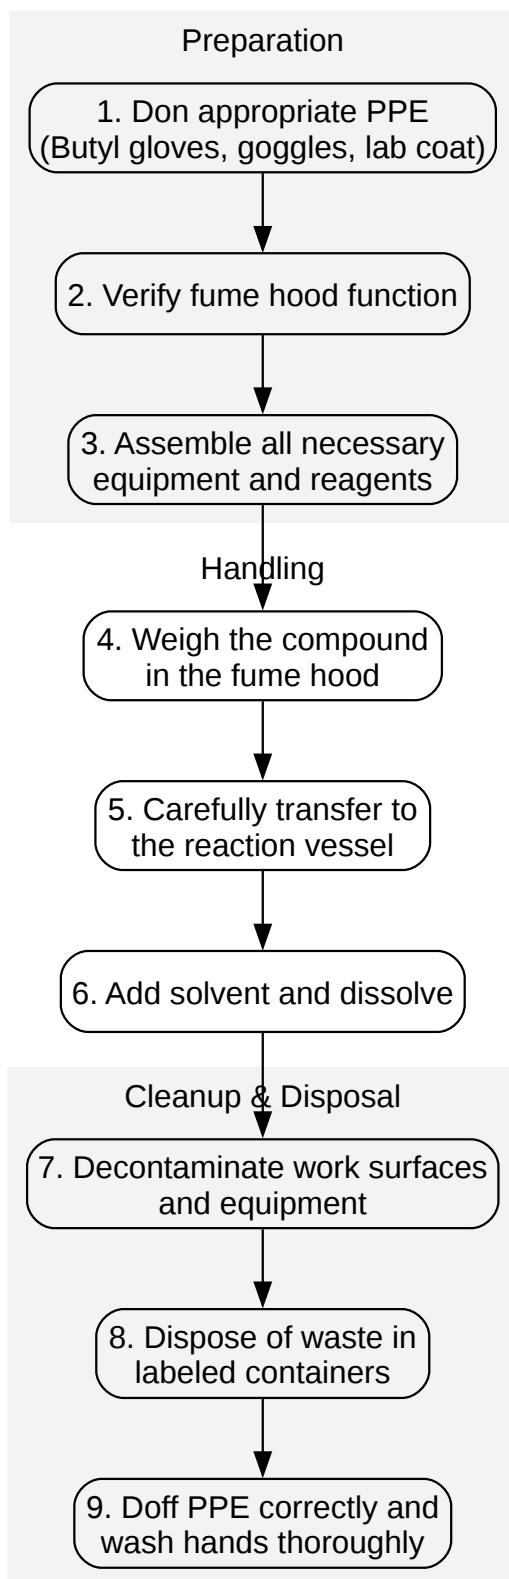 Preparation
1. Don appropriate PPE
(Butyl gloves, goggles, lab coat)
2. Verify fume hood function
3. Assemble all necessary
equipment and reagents
Handling
4. Weigh the compound
in the fume hood
5. Carefully transfer to
the reaction vessel
6. Add solvent and dissolve
Cleanup & Disposal
7. Decontaminate work surfaces
and equipment
8. Dispose of waste in
labeled containers
9. Doff PPE correctly and
wash hands thoroughly